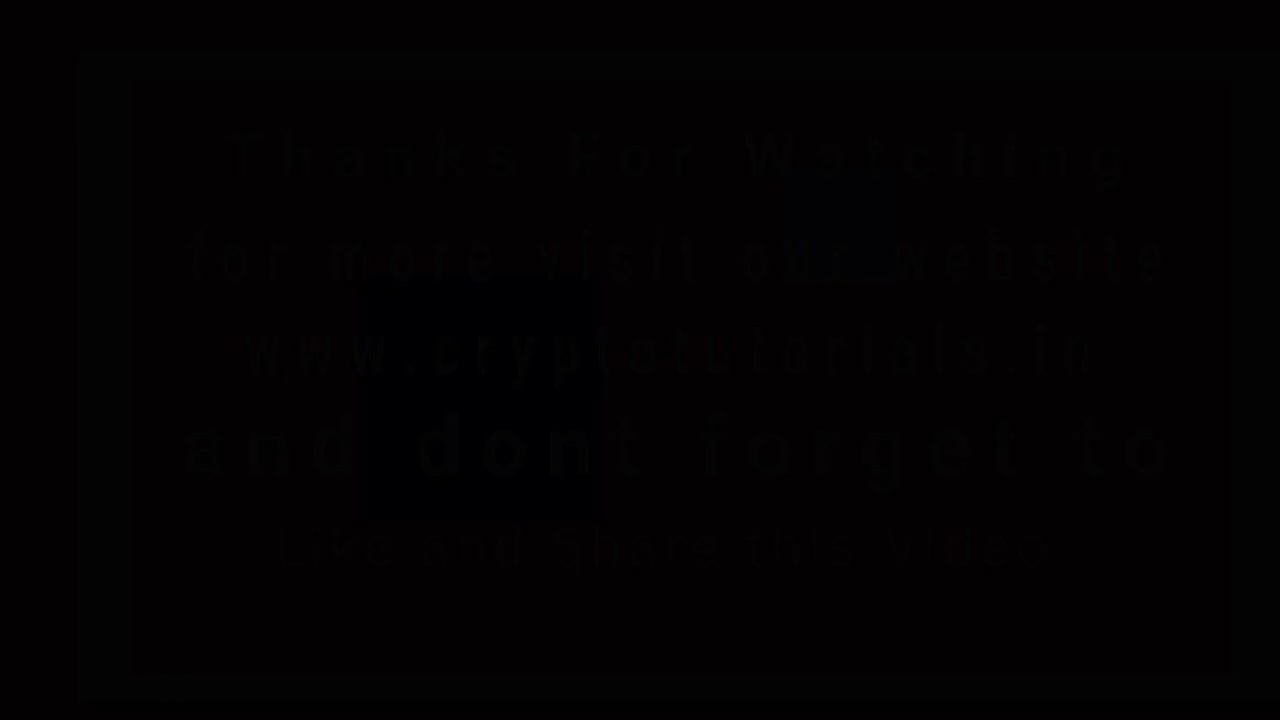 Thanks For Watching
for more visit our website
www.cryptotutorials.in
and dont forget to
Like and Share this Video